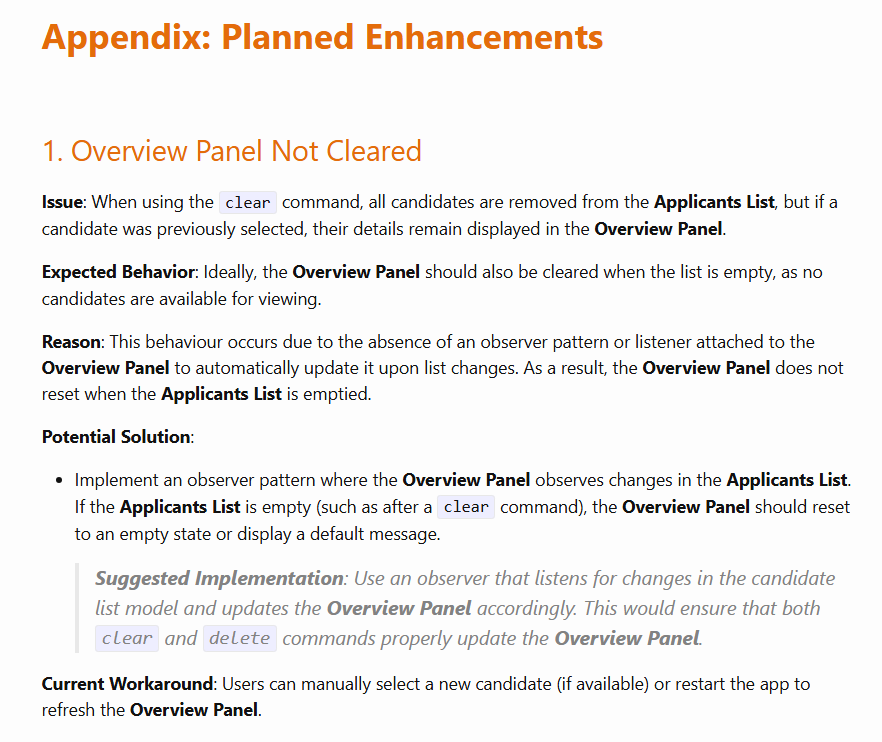 Appendix: Planned Enhancements
1. Overview Panel Not Cleared
Issue: When using the clear command, all candidates are removed from the Applicants List, but if a
candidate was previously selected, their details remain displayed in the Overview Panel.
Expected Behavior: Ideally, the Overview Panel should also be cleared when the list is empty, as no
candidates are available for viewing.
Reason: This behaviour occurs due to the absence of an observer pattern or listener attached to the
Overview Panel to automatically update it upon list changes. As a result, the Overview Panel does not
reset when the Applicants List is emptied.
Potential Solution:
• Implement an observer pattern where the Overview Panel observes changes in the Applicants List.
If the Applicants List is empty (such as after a clear command), the Overview Panel should reset
to an empty state or display a default message.
Suggested Implementation: Use an observer that listens for changes in the candidate
list model and updates the Overview Panel accordingly. This would ensure that both
clear and delete commands properly update the Overview Panel.
Current Workaround: Users can manually select a new candidate (if available) or restart the app to
refresh the Overview Panel.